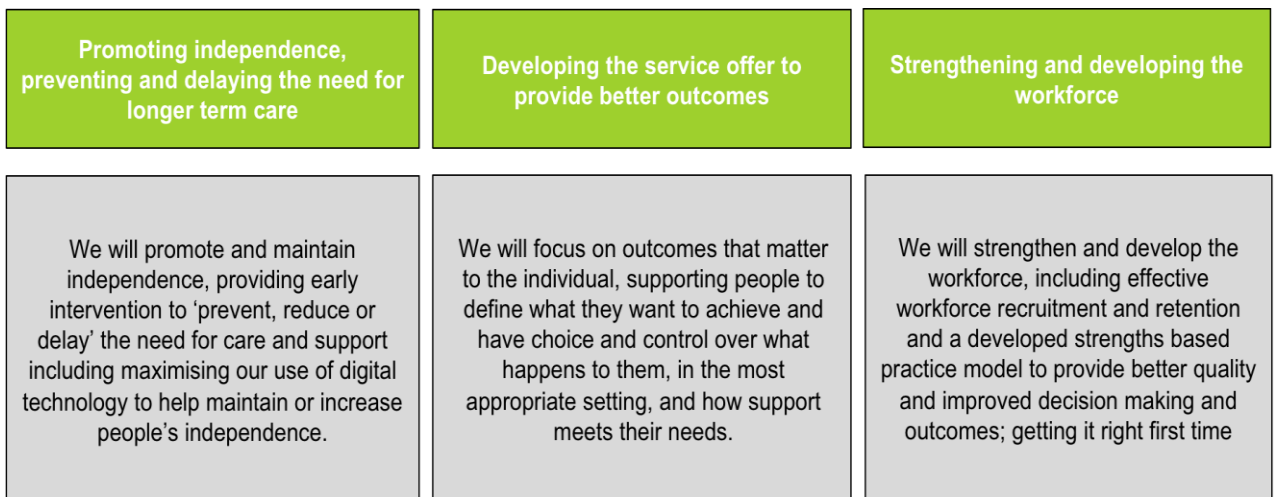 Promoting independence,
preventing and delaying the need for
longer term care
Developing the service offer to
provide better outcomes
Strengthening and developing the
workforce
We will promote and maintain
independence, providing early
intervention to ‘prevent, reduce or
delay’ the need for care and support
including maximising our use of digital
technology to help maintain or increase
people’s independence.
We will focus on outcomes that matter
to the individual, supporting people to
define what they want to achieve and
have choice and control over what
happens to them, in the most
appropriate setting, and how support
meets their needs.
We will strengthen and develop the
workforce, including effective
workforce recruitment and retention
and a developed strengths based
practice model to provide better quality
and improved decision making and
outcomes; getting it right first time